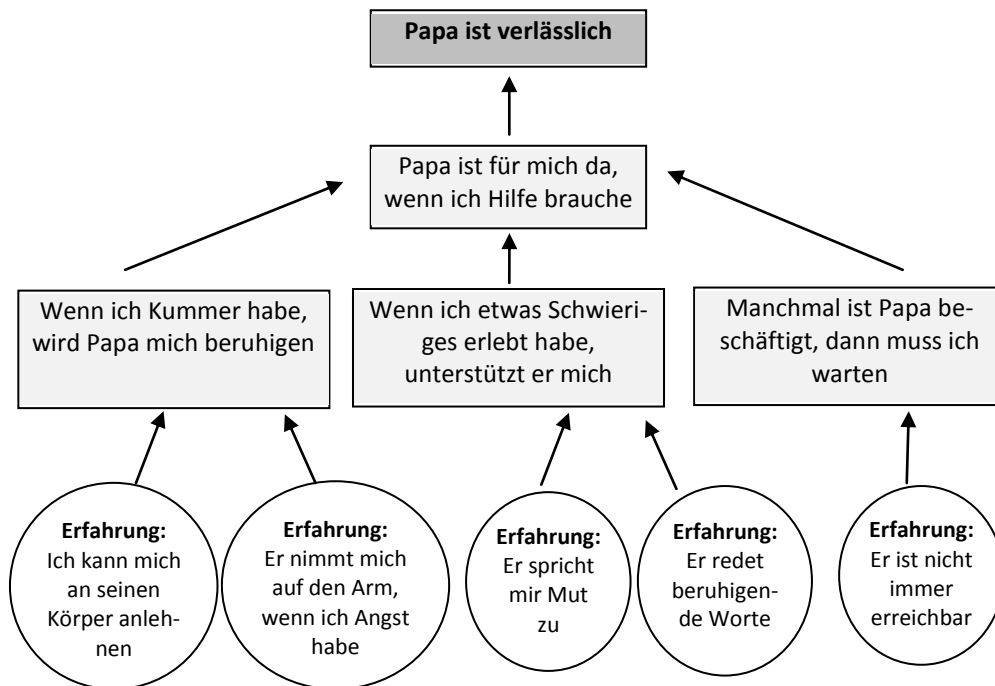 Papa ist verlässlich
Papa ist für mich da,
wenn ich Hilfe brauche
Wenn ich Kummer habe,
wird Papa mich beruhigen
Wenn ich etwas Schwieri-
ges erlebt habe,
unterstützt er mich
Manchmal ist Papa be-
schäftigt, dann muss ich
warten
Erfahrung:
Ich kann mich
an seinen
Körper anleh-
nen
Erfahrung:
Er nimmt mich
auf den Arm,
wenn ich Angst
habe
Erfahrung:
Er spricht
mir Mut
zu
Erfahrung:
Er redet
beruhigen-
de Worte
Erfahrung:
Er ist nicht
immer
erreichbar